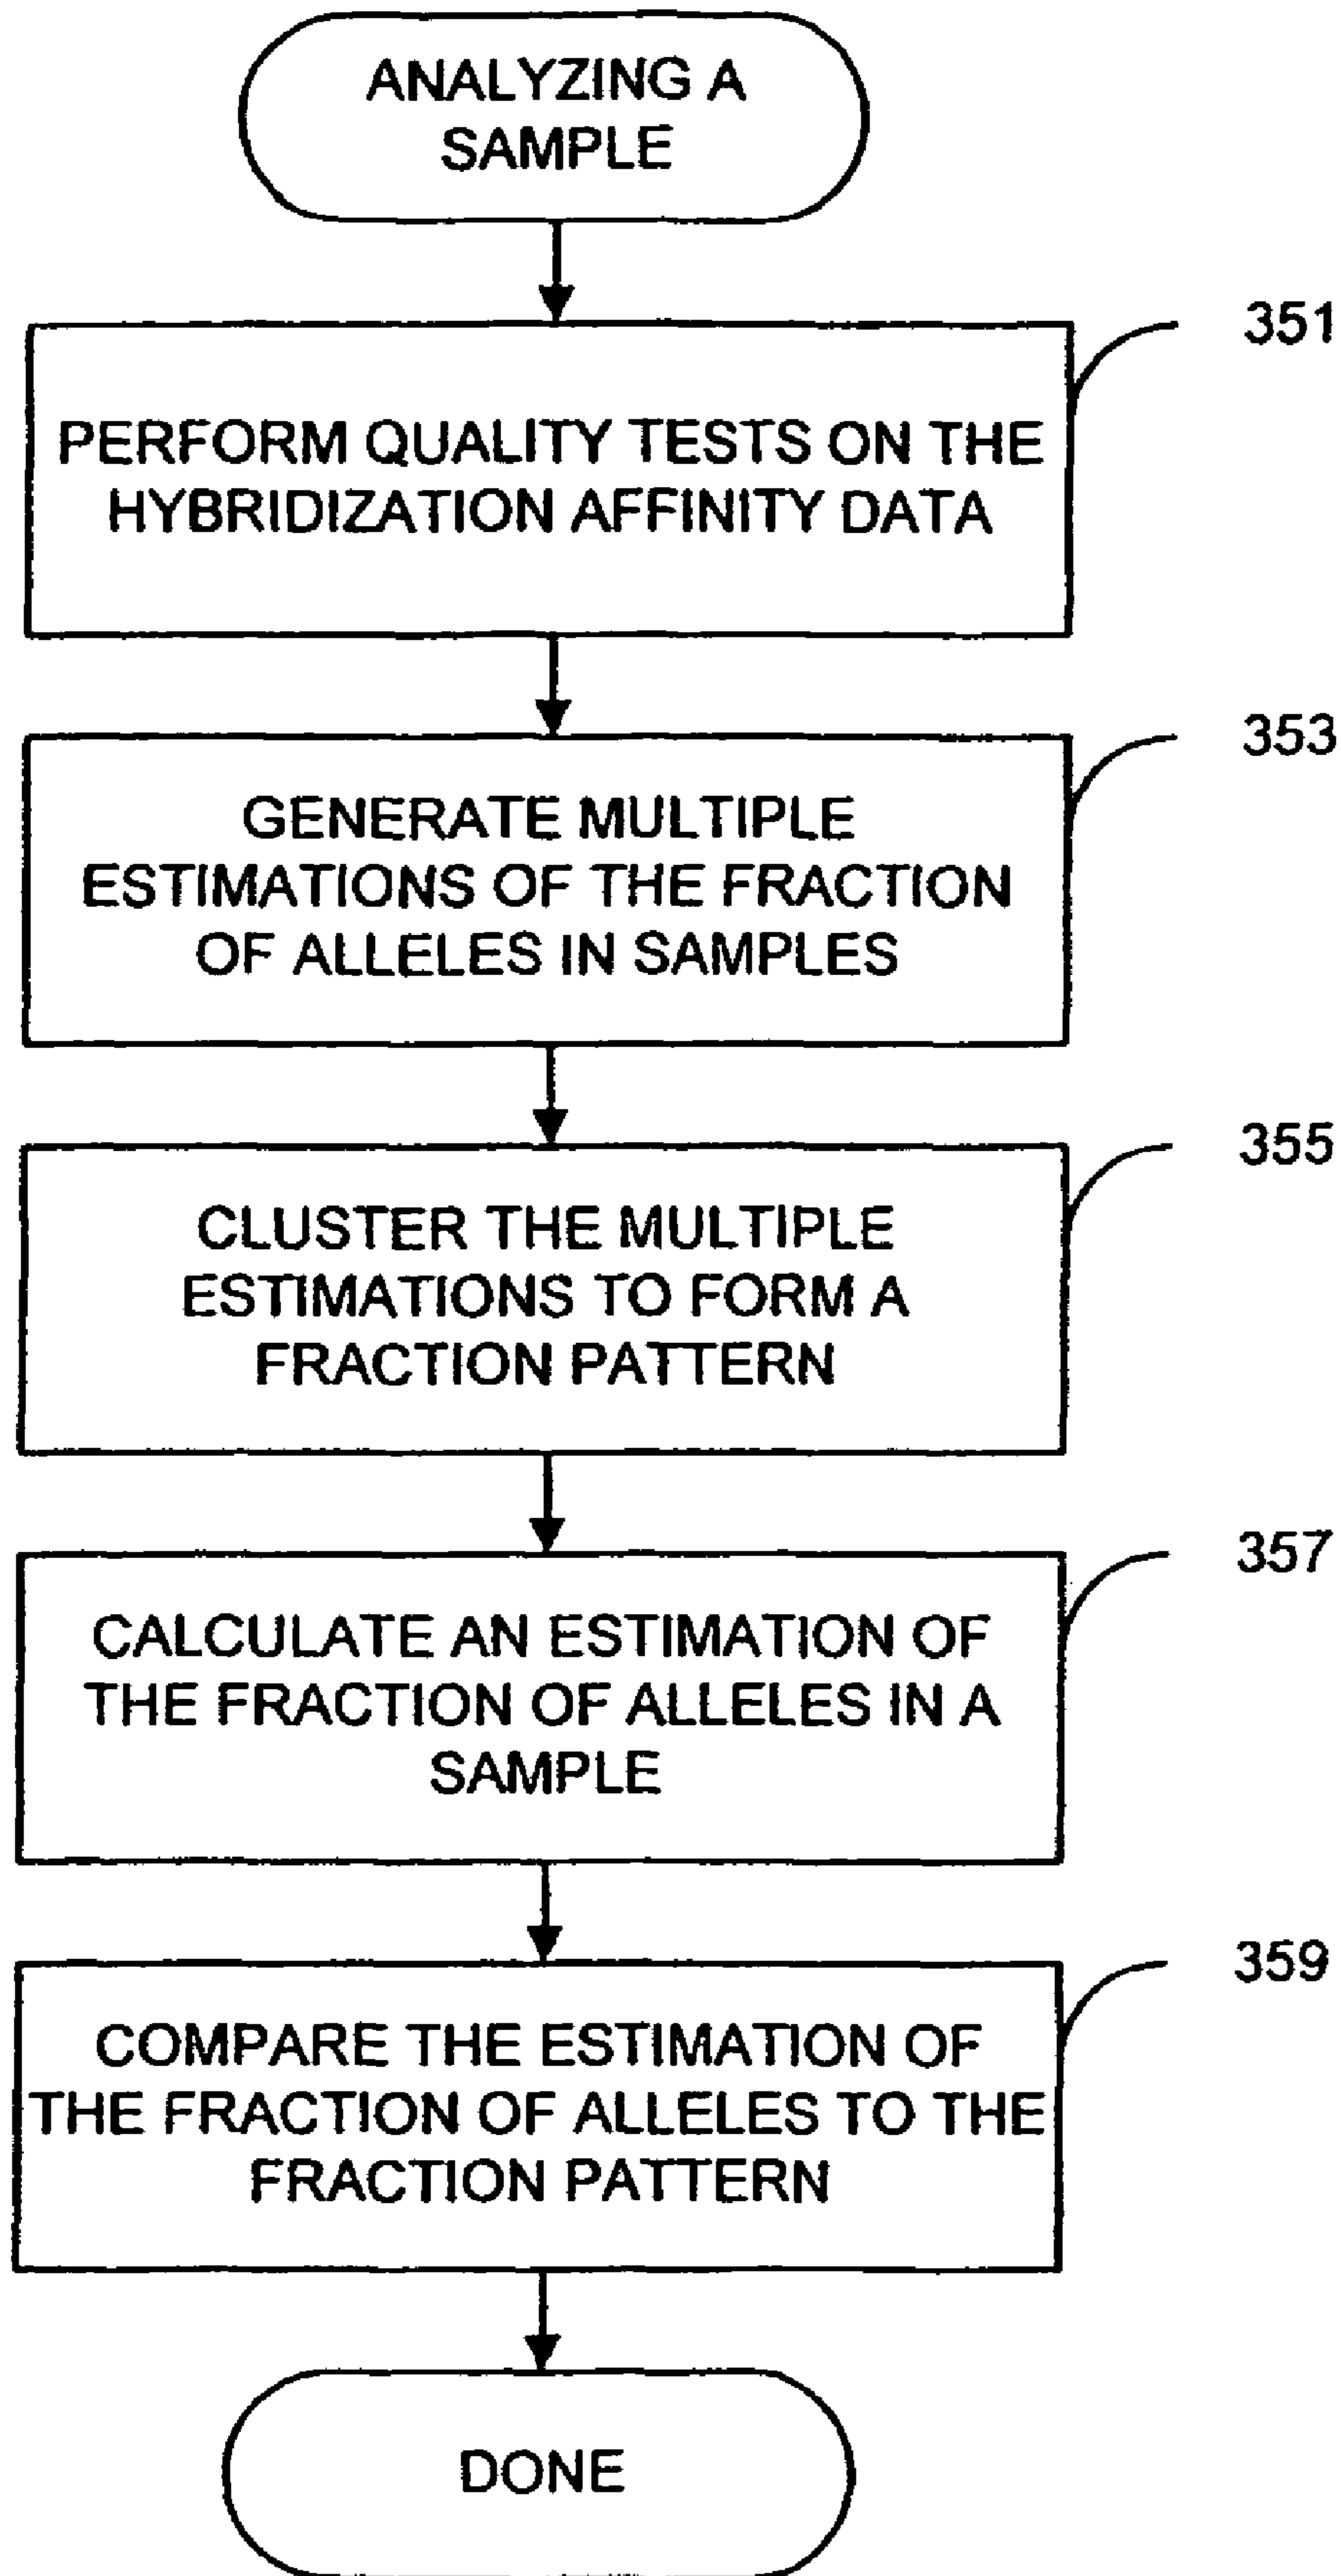 ANALYZING A
SAMPLE
351
PERFORM QUALITY TESTS ON THE
HYBRIDIZATION AFFINITY DATA
353
GENERATE MULTIPLE
ESTIMATIONS OF THE FRACTION
OF ALLELES IN SAMPLES
355
CLUSTER THE MULTIPLE
ESTIMATIONS TO FORM A
FRACTION PATTERN
357
CALCULATE AN ESTIMATION OF
THE FRACTION OF ALLELES IN A
SAMPLE
359
COMPARE THE ESTIMATION OF
THE FRACTION OF ALLELES TO THE
FRACTION PATTERN
DONE